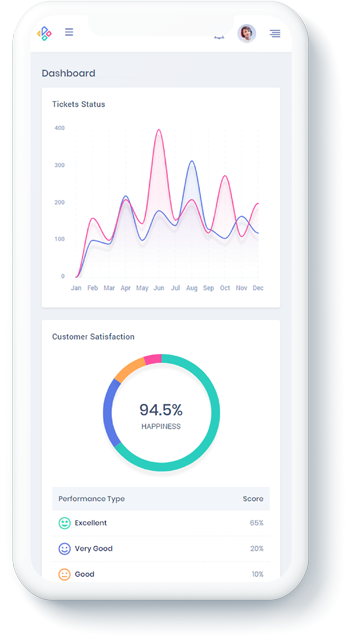 Dashboard
Tickets Status
400
300
200
100
0
Jan Feb Mar Apr May Jun Jul Aug Sep Oct Nov Dec
Customer Satisfaction
94.5%
HAPPINESS
Performance Type Score
Excellent 65%
Very Good 20%
Good 10%